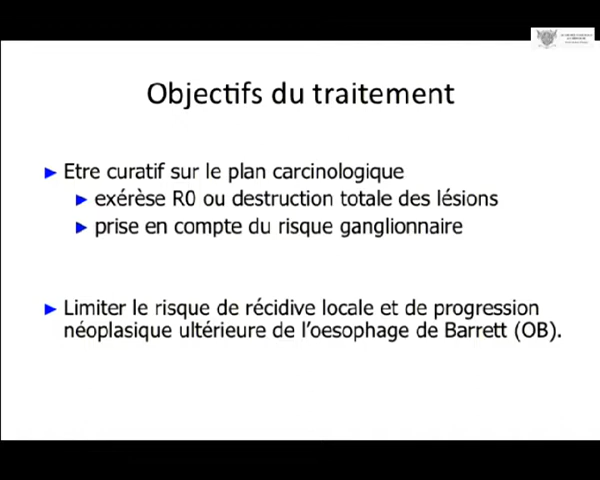 Objectifs du traitement
Etre curatif sur le plan carcinologique
exérèse R0 ou destruction totale des lésions
prise en compte du risque ganglionnaire
Limiter le risque de récidive locale et de progression
néoplasique ultérieure de l'oesophage de Barrett (OB).